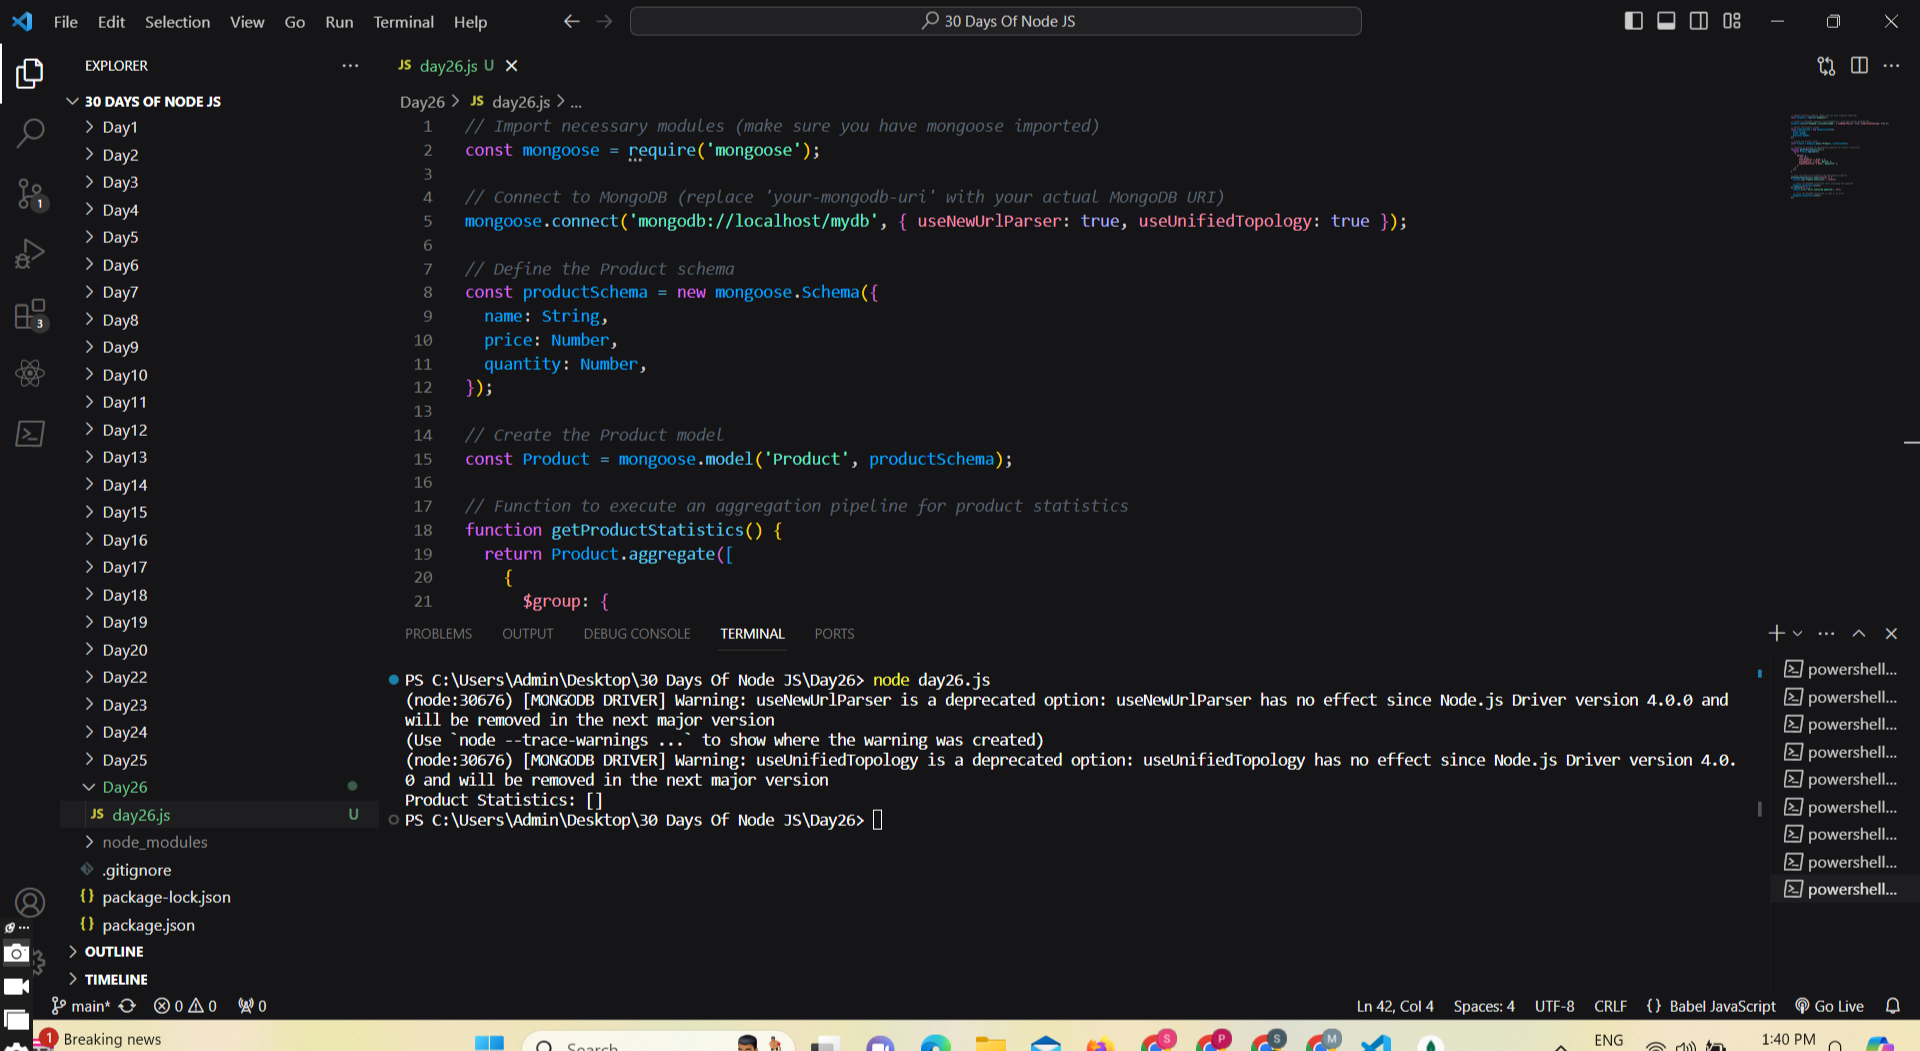 File Edit Selection View Go Run Terminal Help
30 Days Of Node JS
EXPLORER
30 DAYS OF NODE JS
Day1
Day2
Day3
Day4
Day5
Day6
Day7
Day8
Day9
Day10
Day11
Day12
Day13
Day14
Day15
Day16
Day17
Day18
Day19
Day20
Day22
Day23
Day24
Day25
Day26
JS day26.js U
node_modules
.gitignore
{} package-lock.json
{} package.json
OUTLINE
TIMELINE
1
3
JS day26.js U
Day26 > JS day26.js > ...
1 // Import necessary modules (make sure you have mongoose imported)
2 const mongoose = require('mongoose');
3
4 // Connect to MongoDB (replace 'your-mongodb-uri' with your actual MongoDB URI)
5 mongoose.connect('mongodb://localhost/mydb', { useNewUrlParser: true, useUnifiedTopology: true });
6
7 // Define the Product schema
8 const productSchema = new mongoose.Schema({
9 name: String,
10 price: Number,
11 quantity: Number,
12 });
13
14 // Create the Product model
15 const Product = mongoose.model('Product', productSchema);
16
17 // Function to execute an aggregation pipeline for product statistics
18 function getProductStatistics() {
19 return Product.aggregate([
20 {
21 $group: {
PROBLEMS OUTPUT DEBUG CONSOLE TERMINAL PORTS
PS C:\Users\Admin\Desktop\30 Days Of Node JS\Day26> node day26.js
(node:30676) [MONGODB DRIVER] Warning: useNewUrlParser is a deprecated option: useNewUrlParser has no effect since Node.js Driver version 4.0.0 and
will be removed in the next major version
(Use `node --trace-warnings ...` to show where the warning was created)
(node:30676) [MONGODB DRIVER] Warning: useUnifiedTopology is a deprecated option: useUnifiedTopology has no effect since Node.js Driver version 4.0.
0 and will be removed in the next major version
Product Statistics: []
PS C:\Users\Admin\Desktop\30 Days Of Node JS\Day26>
powershell...
powershell...
powershell...
powershell...
powershell...
powershell...
powershell...
powershell...
powershell...
main* 0 0 0
Ln 42, Col 4 Spaces: 4 UTF-8 CRLF {} Babel JavaScript Go Live
1 Breaking news
Search
S P S M
ENG
1:40 PM